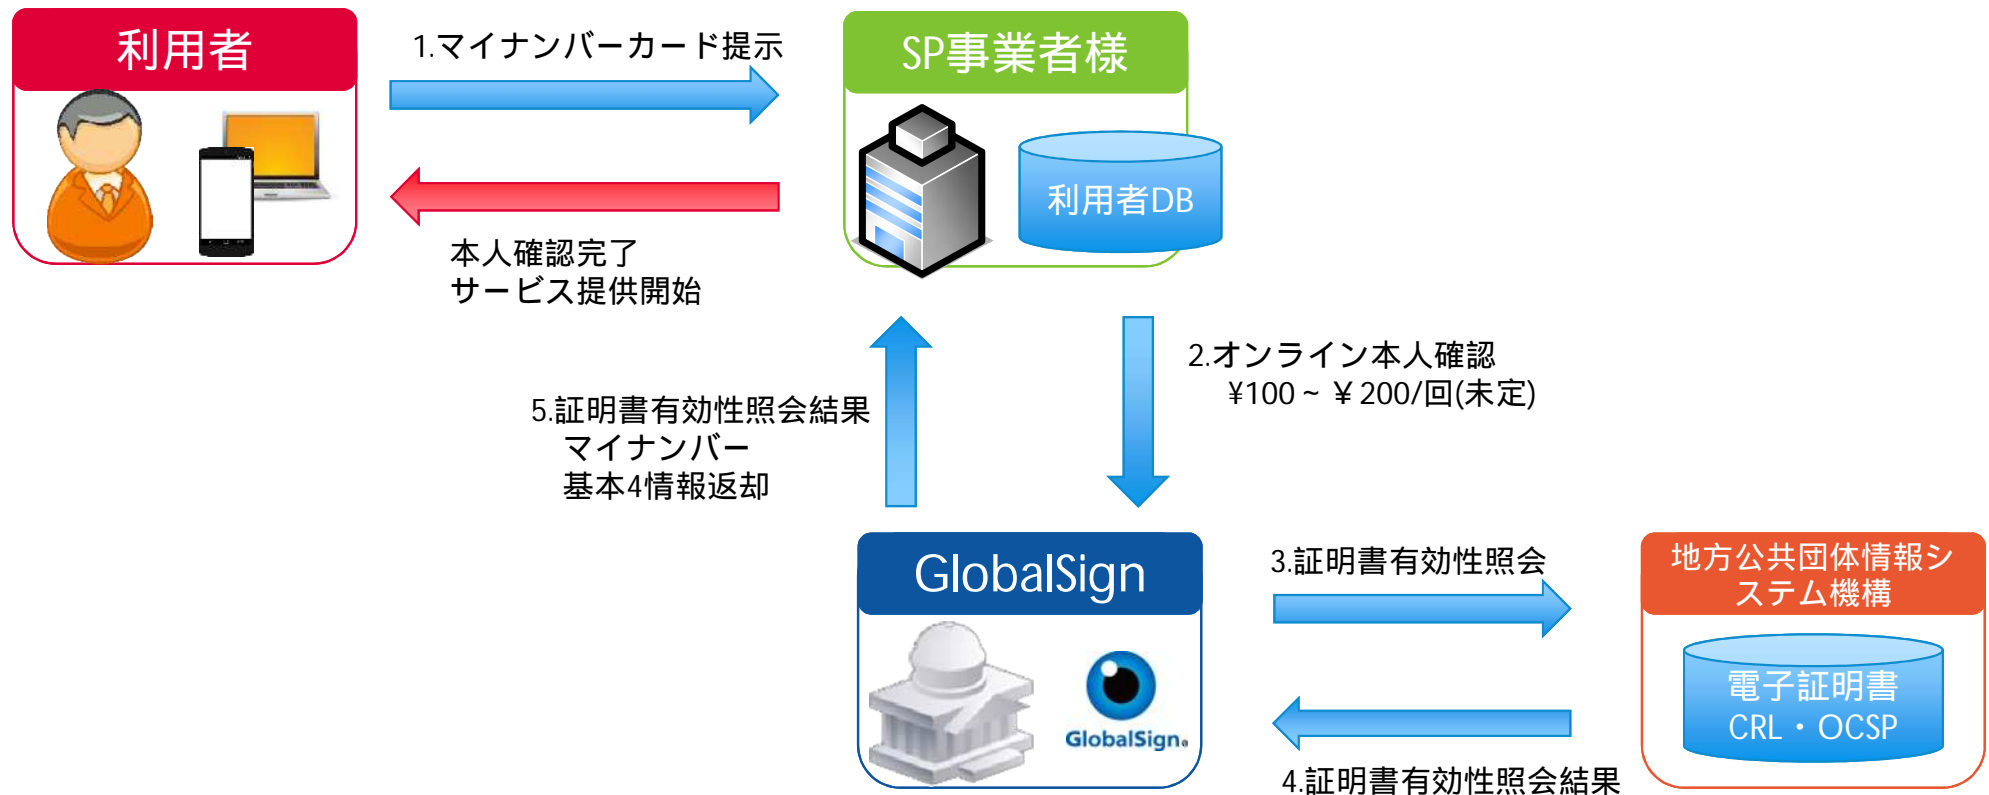 利用者
1.マイナンバーカード提示
SP事業者様
利用者DB
本人確認完了
サービス提供開始
2.オンライン本人確認
¥100～￥200/回(未定)
5.証明書有効性照会結果
マイナンバー
基本4情報返却
GlobalSign
GlobalSign®
3.証明書有効性照会
地方公共団体情報シ
ステム機構
電子証明書
CRL・OCSP
4.証明書有効性照会結果